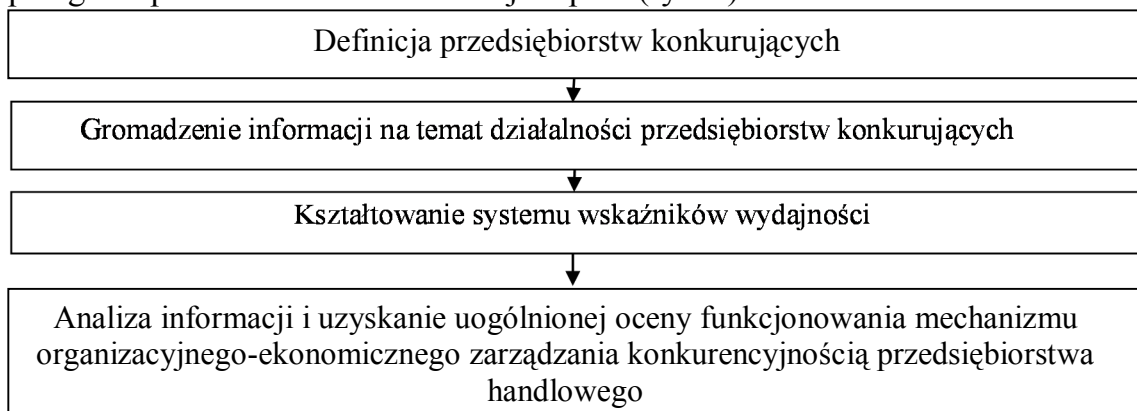 Definicja przedsiębiorstw konkurujących
Gromadzenie informacji na temat działalności przedsiębiorstw konkurujących
Kształtowanie systemu wskaźników wydajności
Analiza informacji i uzyskanie uogólnionej oceny funkcjonowania mechanizmu
organizacyjnego-ekonomicznego zarządzania konkurencyjnością przedsiębiorstwa
handlowego